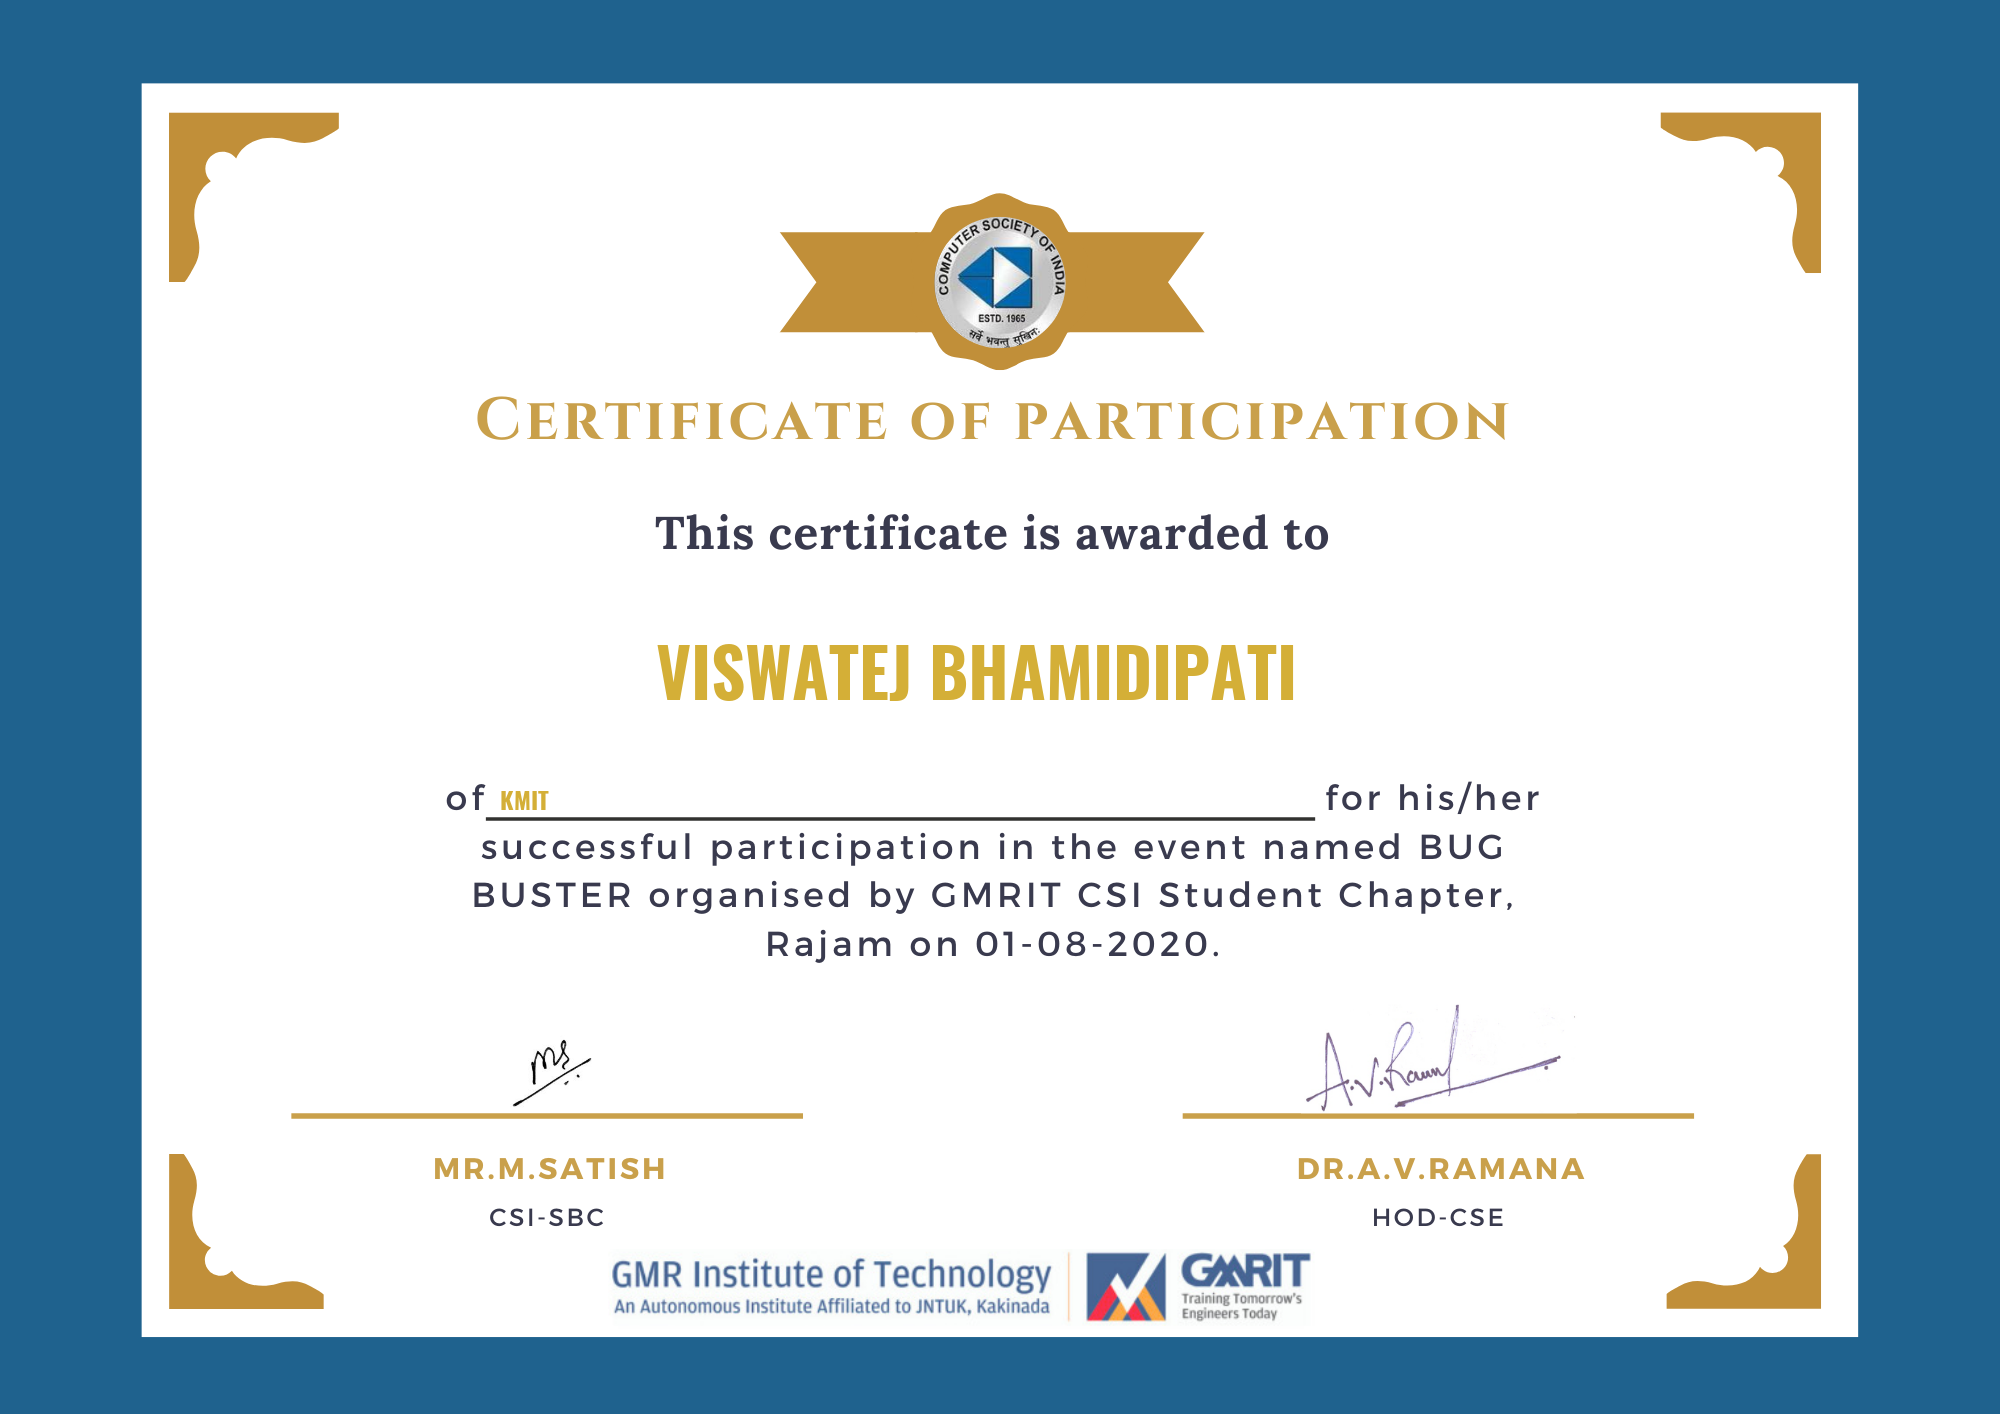 COMPUTER SOCIETY OF INDIA
ESTD. 1965
सर्वे भवन्तु सुखिनः
CERTIFICATE OF PARTICIPATION
This certificate is awarded to
VISWATEJ BHAMIDIPATI
of KMIT for his/her
successful participation in the event named BUG
BUSTER organised by GMRIT CSI Student Chapter,
Rajam on 01-08-2020.
MS
A.V.Ramana
MR.M.SATISH
DR.A.V.RAMANA
CSI-SBC
HOD-CSE
GMR Institute of Technology
An Autonomous Institute Affiliated to JNTUK, Kakinada
GMRIT
Training Tomorrow's
Engineers Today